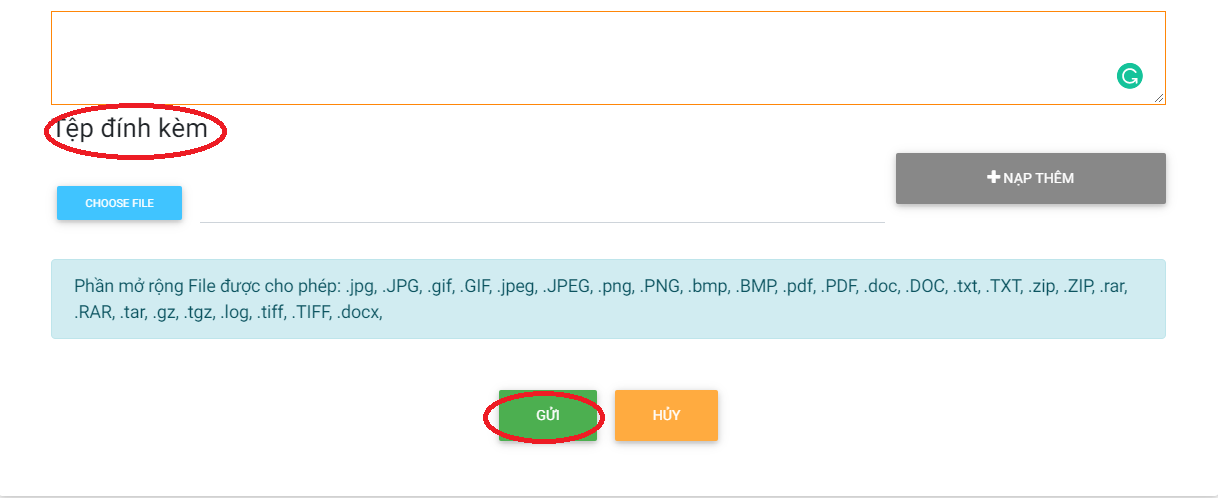 Tệp đính kèm
NẠP THÊM
CHOOSE FILE
Phần mở rộng File được cho phép: .jpg, .JPG, .gif, .GIF, .jpeg, .JPEG, .png, .PNG, .bmp, .BMP, .pdf, .PDF, .doc, .DOC, .txt, .TXT, .zip, .ZIP, .rar,
.RAR, .tar, .gz, .tgz, .log, .tiff, .TIFF, .docx,
GỬI
HỦY